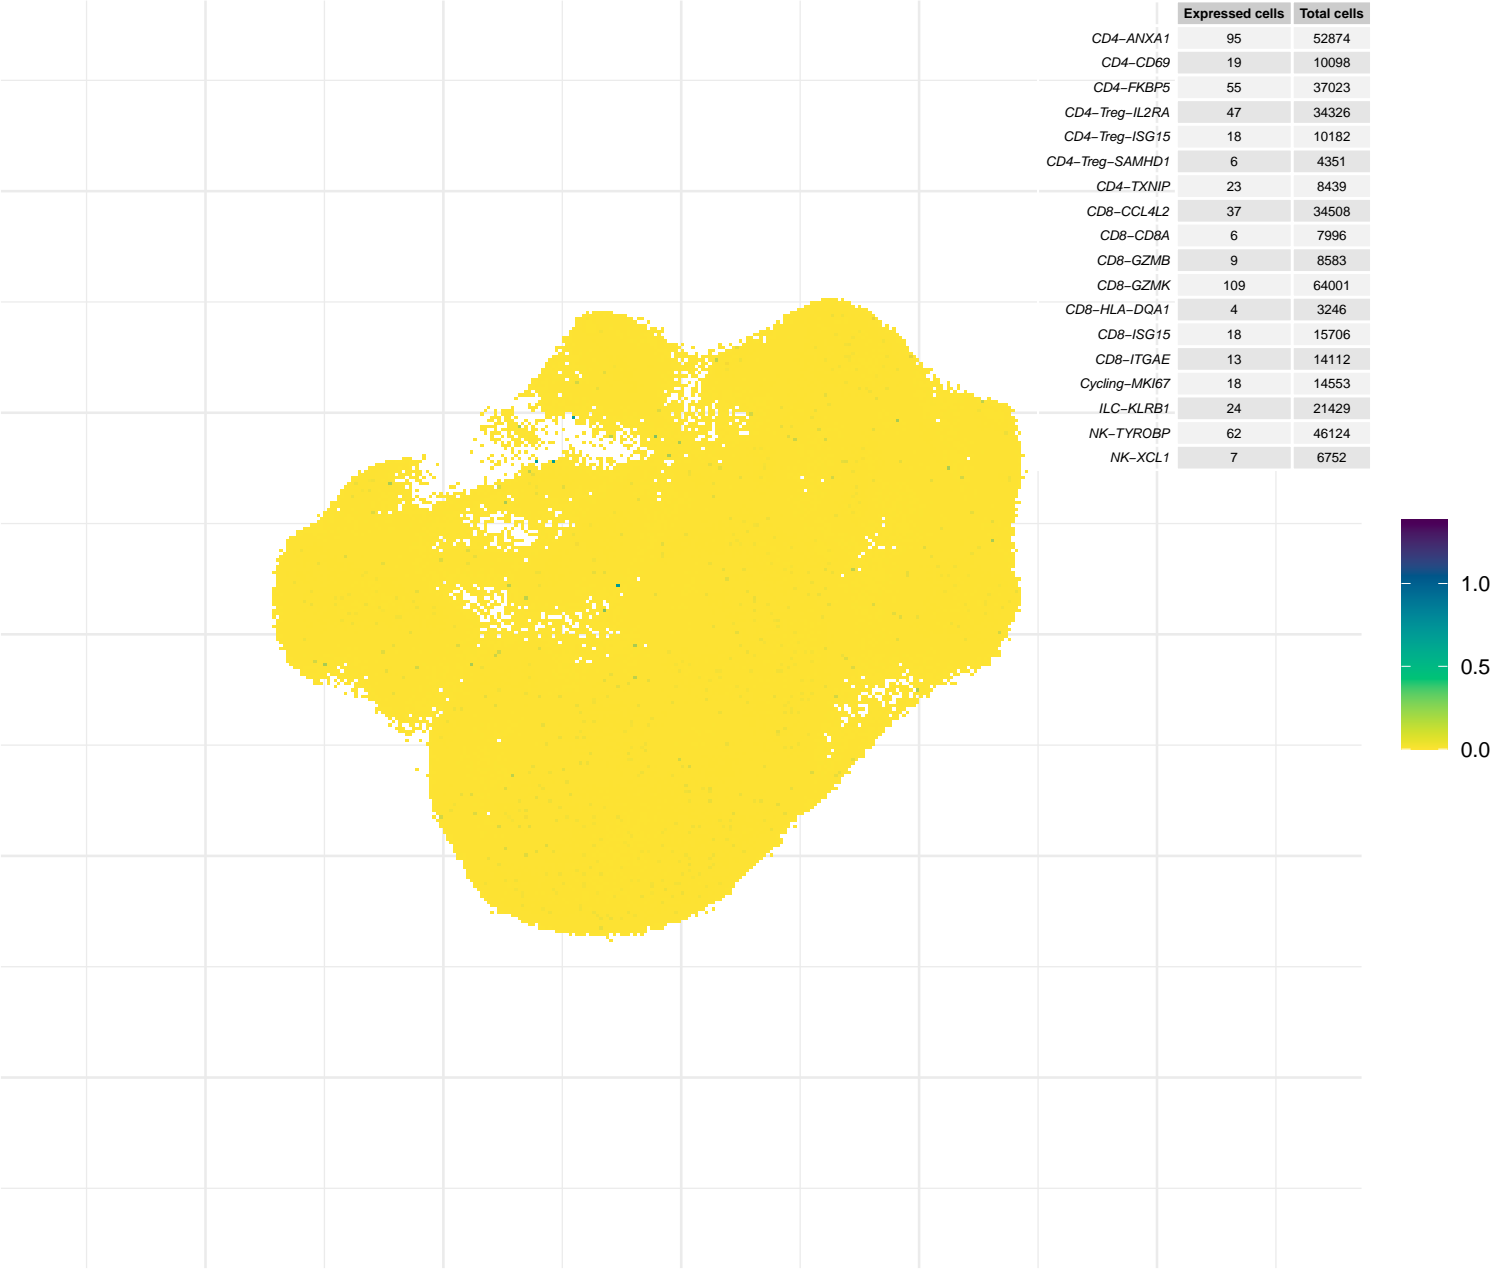 Expressed cells Total cells
CD4−ANXA1 95 52874
CD4−CD69 19 10098
CD4−FKBP5 55 37023
CD4−Treg−IL2RA 47 34326
CD4−Treg−ISG15 18 10182
CD4−Treg−SAMHD1 6 4351
CD4−TXNIP 23 8439
CD8−CCL4L2 37 34508
CD8−CD8A 6 7996
CD8−GZMB 9 8583
CD8−GZMK 109 64001
CD8−HLA−DQA1 4 3246
CD8−ISG15 18 15706
CD8−ITGAE 13 14112
Cycling−MKI67 18 14553
ILC−KLRB1 24 21429
NK−TYROBP 62 46124
NK−XCL1 7 6752
1.0
0.5
0.0